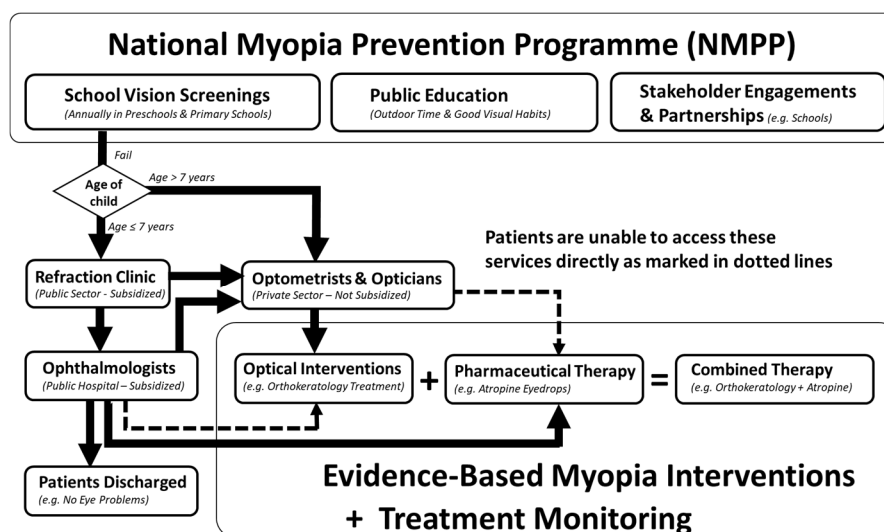 National Myopia Prevention Programme (NMPP)
School Vision Screenings
(Annually in Preschools & Primary Schools)
Public Education
(Outdoor Time & Good Visual Habits)
Stakeholder Engagements
& Partnerships (e.g. Schools)
Fail
Age of
child
Age > 7 years
Age ≤ 7 years
Patients are unable to access these
services directly as marked in dotted lines
Refraction Clinic
(Public Sector - Subsidized)
Optometrists & Opticians
(Private Sector – Not Subsidized)
Ophthalmologists
(Public Hospital – Subsidized)
Optical Interventions
(e.g. Orthokeratology Treatment)
+
Pharmaceutical Therapy
(e.g. Atropine Eyedrops)
=
Combined Therapy
(e.g. Orthokeratology + Atropine)
Patients Discharged
(e.g. No Eye Problems)
Evidence-Based Myopia Interventions
+ Treatment Monitoring